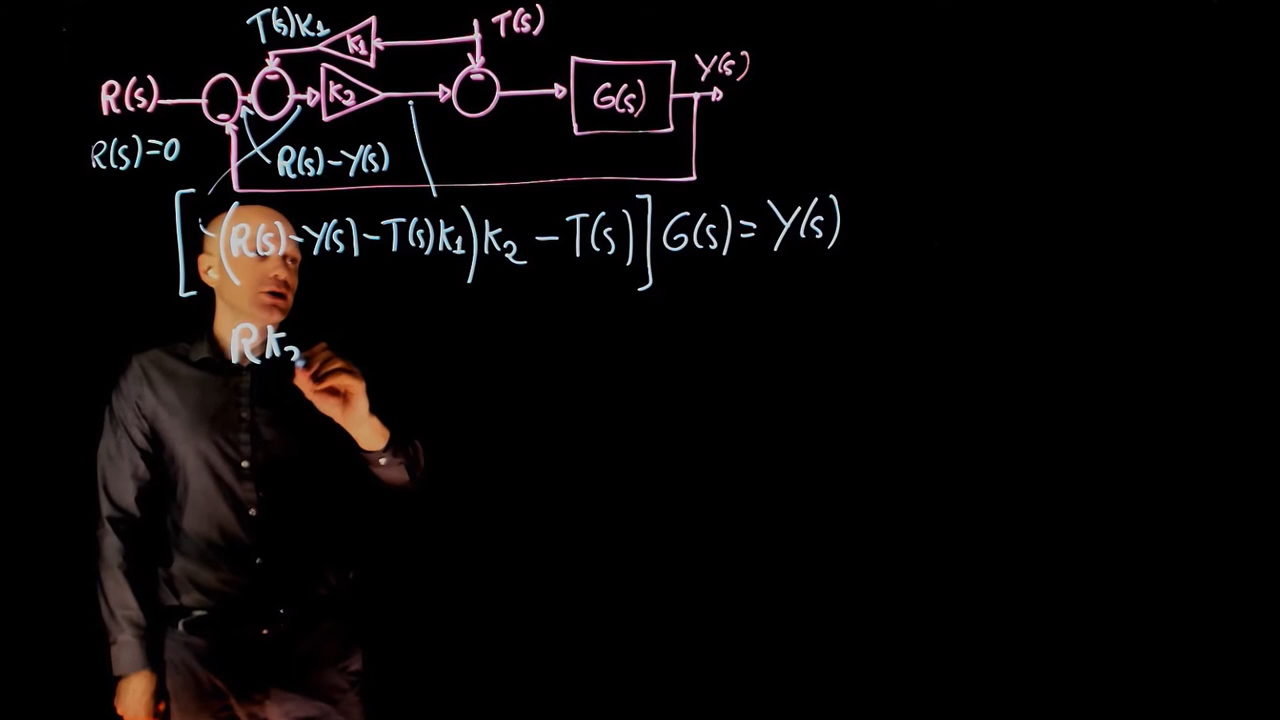 T(s)K₁
K₁
T(s)
R(s)
K₂
G(s)
Y(s)
R(s)=0
R(s)-Y(s)
[(R(s)-Y(s)-T(s)K₁)K₂-T(s)]G(s)=Y(s)
RK₂